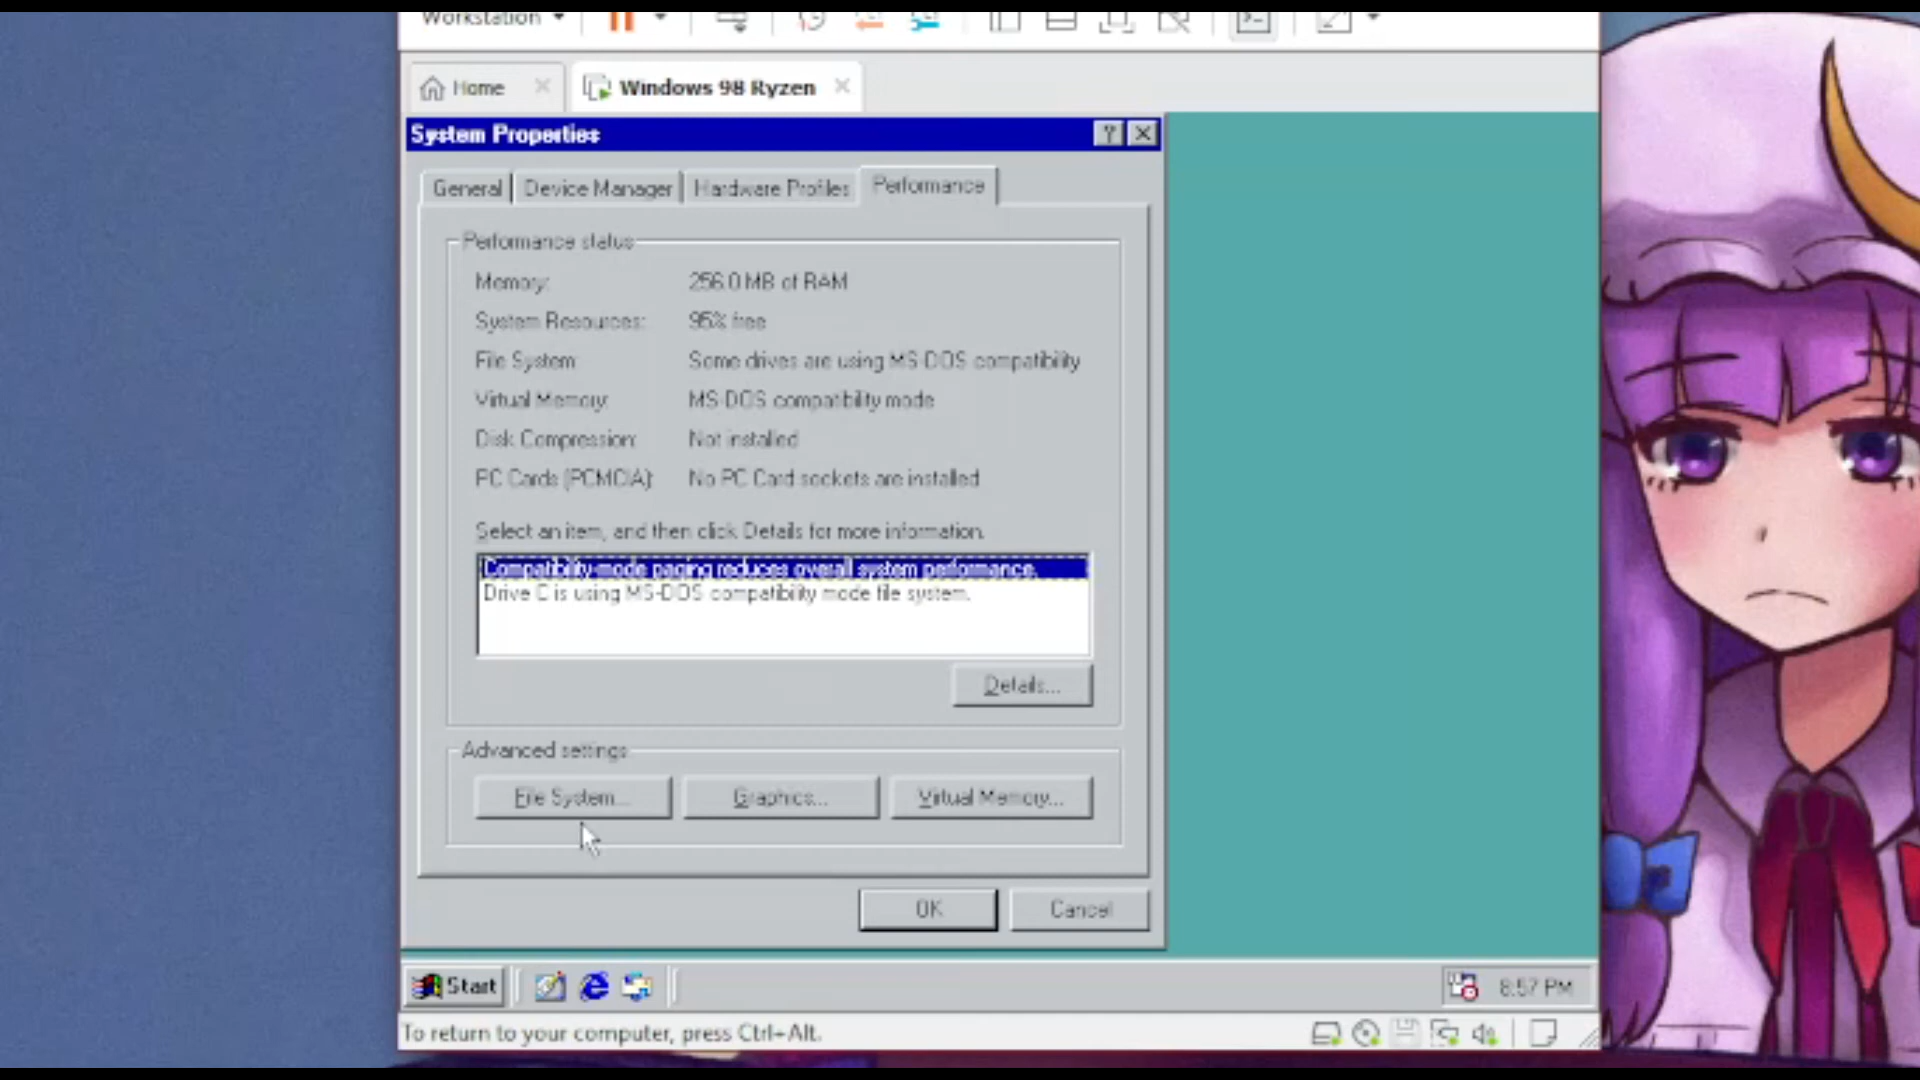 Workstation
Home
Windows 98 Ryzen
System Properties
General
Device Manager
Hardware Profiles
Performance
Performance status
Memory: 256.0 MB of RAM
System Resources: 95% free
File System: Some drives are using MS-DOS compatibility
Virtual Memory: MS-DOS compatibility mode
Disk Compression: Not installed
PC Cards (PCMCIA): No PC Card sockets are installed
Select an item, and then click Details for more information.
Compatibility-mode paging reduces overall system performance.
Drive C is using MS-DOS compatibility mode file system.
Details...
Advanced settings
File System...
Graphics...
Virtual Memory...
OK
Cancel
Start
8:57 PM
To return to your computer, press Ctrl+Alt.